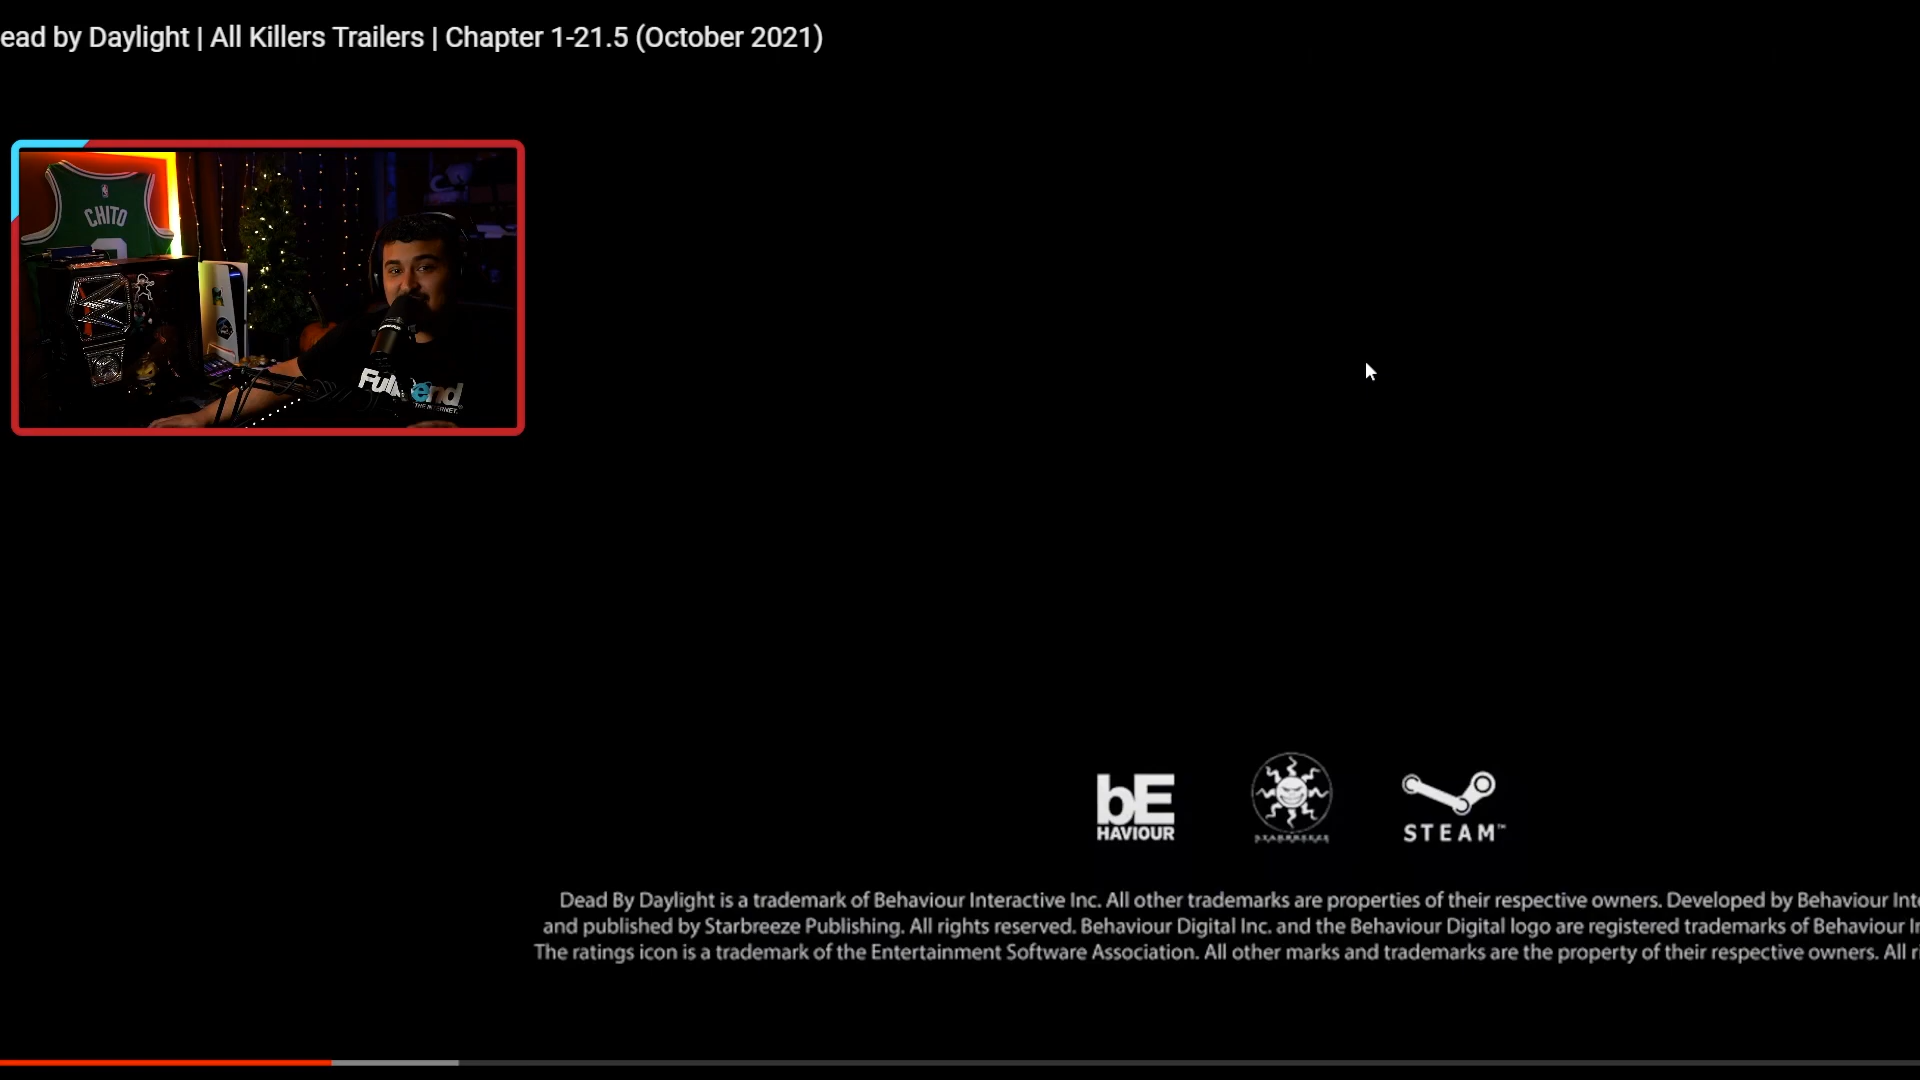 ead by Daylight | All Killers Trailers | Chapter 1-21.5 (October 2021)
CHITO
bE
HAVIOUR
STARBREEZE
STEAM™
Dead By Daylight is a trademark of Behaviour Interactive Inc. All other trademarks are properties of their respective owners. Developed by Behaviour Inte
and published by Starbreeze Publishing. All rights reserved. Behaviour Digital Inc. and the Behaviour Digital logo are registered trademarks of Behaviour I
The ratings icon is a trademark of the Entertainment Software Association. All other marks and trademarks are the property of their respective owners. All ri